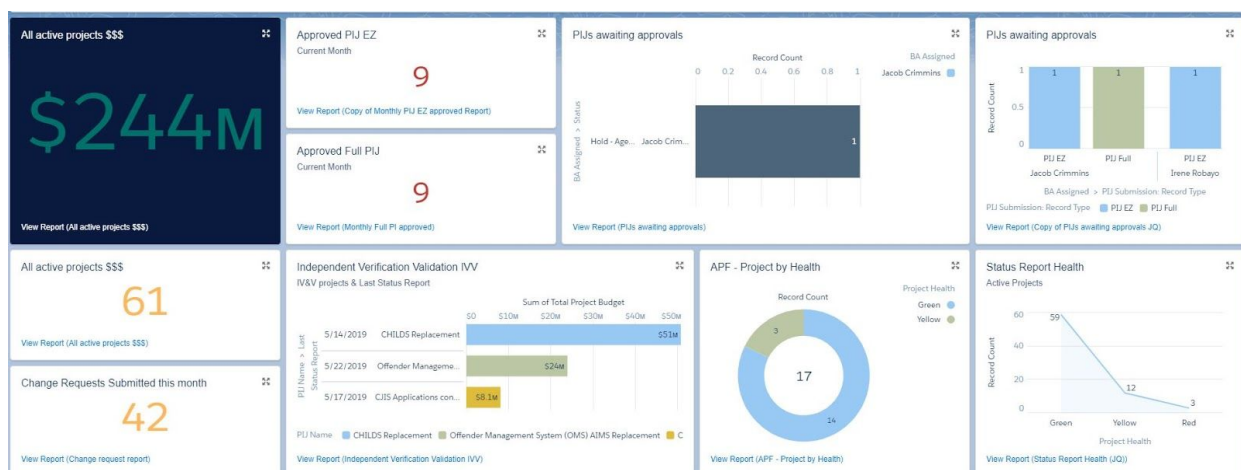 All active projects $$$
$244M
View Report (All active projects $$$)
Approved PIJ EZ
Current Month
9
View Report (Copy of Monthly PIJ EZ approved Report)
Approved Full PIJ
Current Month
9
View Report (Monthly Full PI approved)
PIJs awaiting approvals
Record Count
0 0.2 0.4 0.6 0.8 1
BA Assigned
Jacob Crimmins
BA Assigned > Status
Hold - Age... Jacob Crim...
1
View Report (PIJs awaiting approvals)
PIJs awaiting approvals
Record Count
1
0.5
0
1 1 1
PIJ EZ PIJ Full PIJ EZ
Jacob Crimmins Irene Robayo
BA Assigned > PIJ Submission: Record Type
PIJ Submission: Record Type PIJ EZ PIJ Full
View Report (Copy of PIJs awaiting approvals JQ)
All active projects $$$
61
View Report (All active projects $$$)
Change Requests Submitted this month
42
View Report (Change request report)
Independent Verification Validation IVV
IV&V projects & Last Status Report
Sum of Total Project Budget
$0 $10M $20M $30M $40M $50M
PIJ Name > Last
Status Report
5/14/2019 CHILDS Replacement $51M
5/22/2019 Offender Manageme... $24M
5/17/2019 CJIS Applications con... $8.1M
PIJ Name CHILDS Replacement Offender Management System (OMS) AIMS Replacement C
View Report (Independent Verification Validation IVV)
APF - Project by Health
Record Count
Project Health
Green
Yellow
3
17
14
View Report (APF - Project by Health)
Status Report Health
Active Projects
Record Count
60
40
20
0
59
12
3
Green Yellow Red
Project Health
View Report (Status Report Health (JQ))